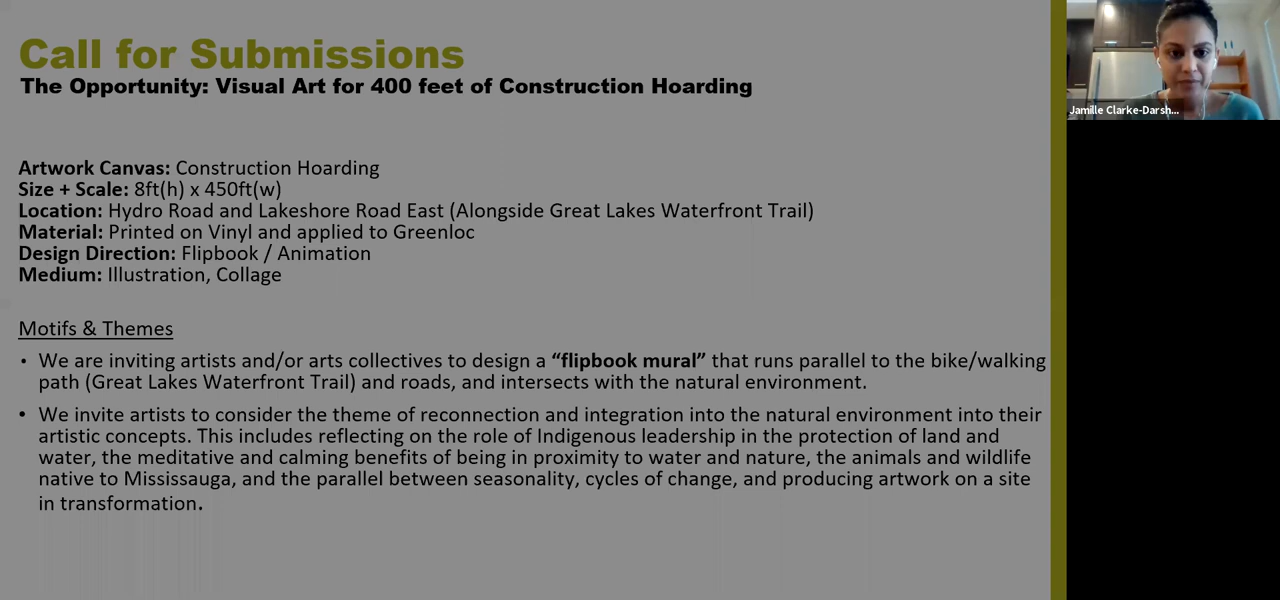 Call for Submissions
The Opportunity: Visual Art for 400 feet of Construction Hoarding
Artwork Canvas: Construction Hoarding
Size + Scale: 8ft(h) x 450ft(w)
Location: Hydro Road and Lakeshore Road East (Alongside Great Lakes Waterfront Trail)
Material: Printed on Vinyl and applied to Greenloc
Design Direction: Flipbook / Animation
Medium: Illustration, Collage
Motifs & Themes
• We are inviting artists and/or arts collectives to design a “flipbook mural” that runs parallel to the bike/walking
path (Great Lakes Waterfront Trail) and roads, and intersects with the natural environment.
• We invite artists to consider the theme of reconnection and integration into the natural environment into their
artistic concepts. This includes reflecting on the role of Indigenous leadership in the protection of land and
water, the meditative and calming benefits of being in proximity to water and nature, the animals and wildlife
native to Mississauga, and the parallel between seasonality, cycles of change, and producing artwork on a site
in transformation.
Jamille Clarke-Darsh...